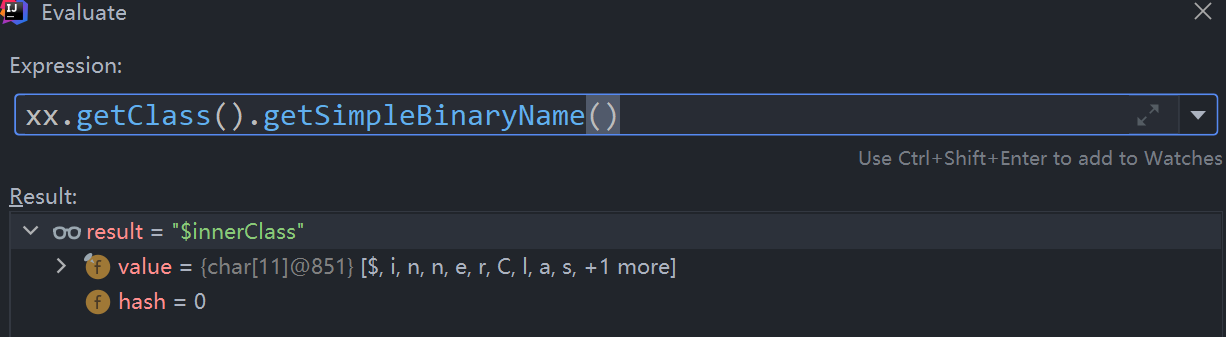 IJ Evaluate
Expression:
xx.getClass().getSimpleBinaryName()
Use Ctrl+Shift+Enter to add to Watches
Result:
result = "$innerClass"
f value = {char[11]@851} [$, i, n, n, e, r, C, l, a, s, +1 more]
f hash = 0